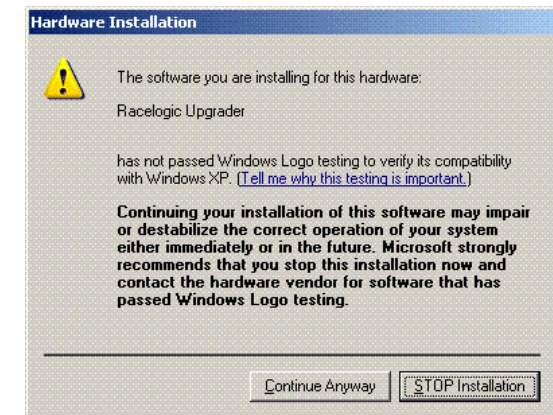 Hardware Installation
The software you are installing for this hardware:
Racelogic Upgrader
has not passed Windows Logo testing to verify its compatibility
with Windows XP. (Tell me why this testing is important.)
Continuing your installation of this software may impair
or destabilize the correct operation of your system
either immediately or in the future. Microsoft strongly
recommends that you stop this installation now and
contact the hardware vendor for software that has
passed Windows Logo testing.
Continue Anyway
STOP Installation